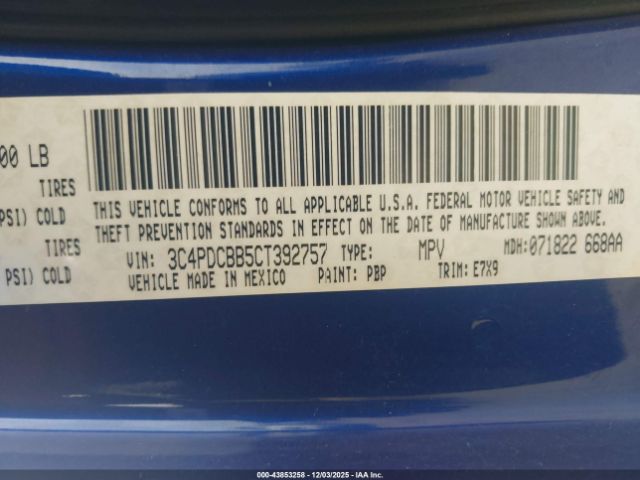 00 LB
TIRES
PSI) COLD
TIRES
PSI) COLD
THIS VEHICLE CONFORMS TO ALL APPLICABLE U.S.A. FEDERAL MOTOR VEHICLE SAFETY AND
THEFT PREVENTION STANDARDS IN EFFECT ON THE DATE OF MANUFACTURE SHOWN ABOVE.
VIN: 3C4PDCBB5CT392757 TYPE: MPV MDH:071822 668AA
VEHICLE MADE IN MEXICO PAINT: PBP TRIM: E7X9
000-43853258 - 12/03/2025 - IAA Inc.